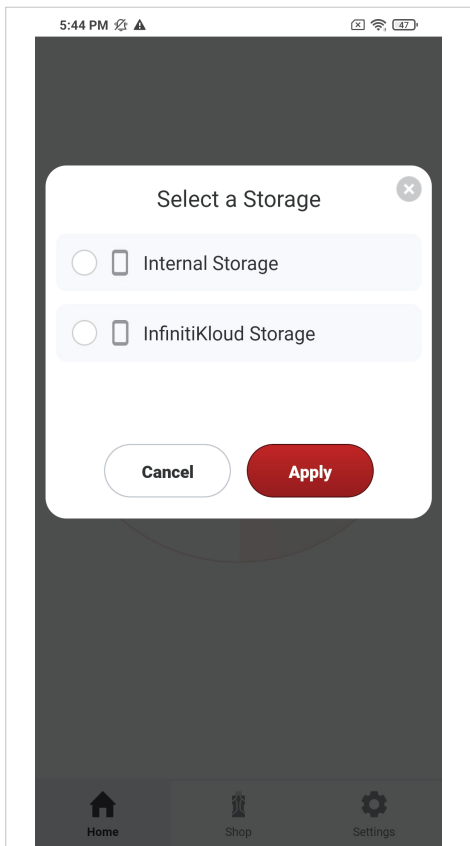 5:44 PM 47
Select a Storage
Internal Storage
InfinitiKloud Storage
Cancel Apply
Home Shop Settings